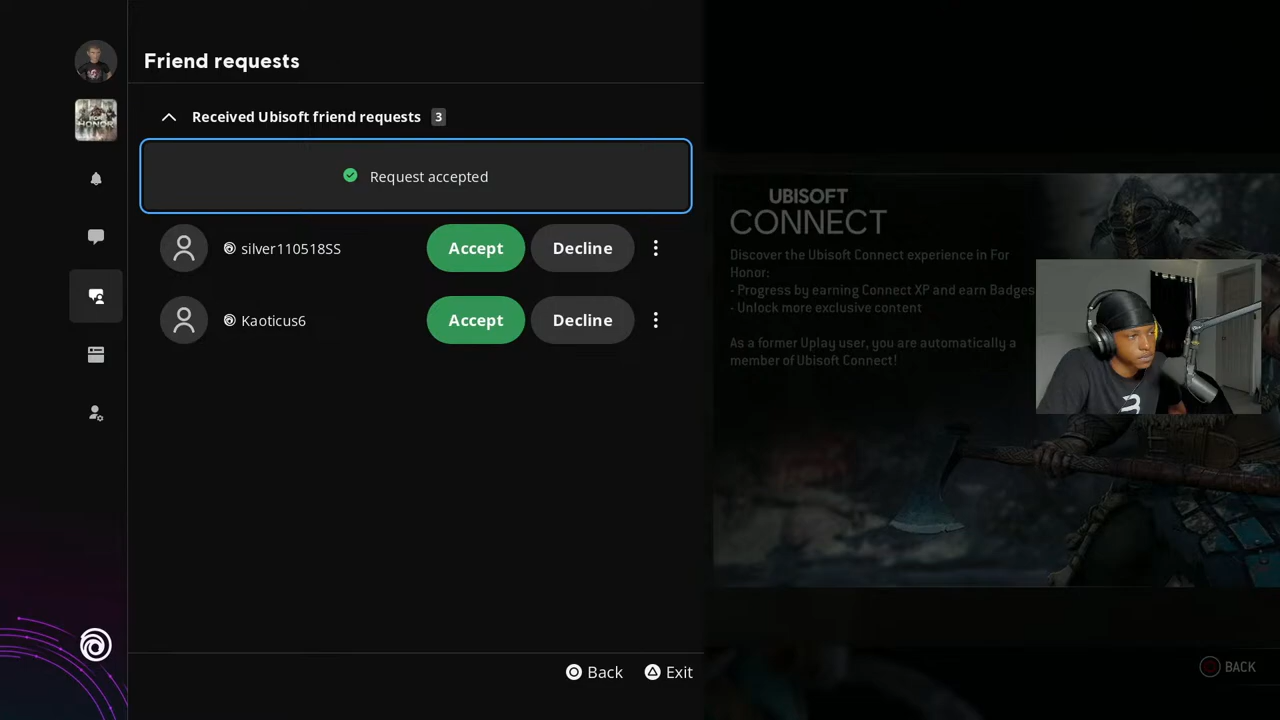 Friend requests
Received Ubisoft friend requests 3
Request accepted
silver110518SS Accept Decline
Kaoticus6 Accept Decline
Back Exit
FOR HONOR
UBISOFT
CONNECT
Discover the Ubisoft Connect experience in For
Honor:
- Progress by earning Connect XP and earn Badges
- Unlock more exclusive content
As a former Uplay user, you are automatically a
member of Ubisoft Connect!
BACK